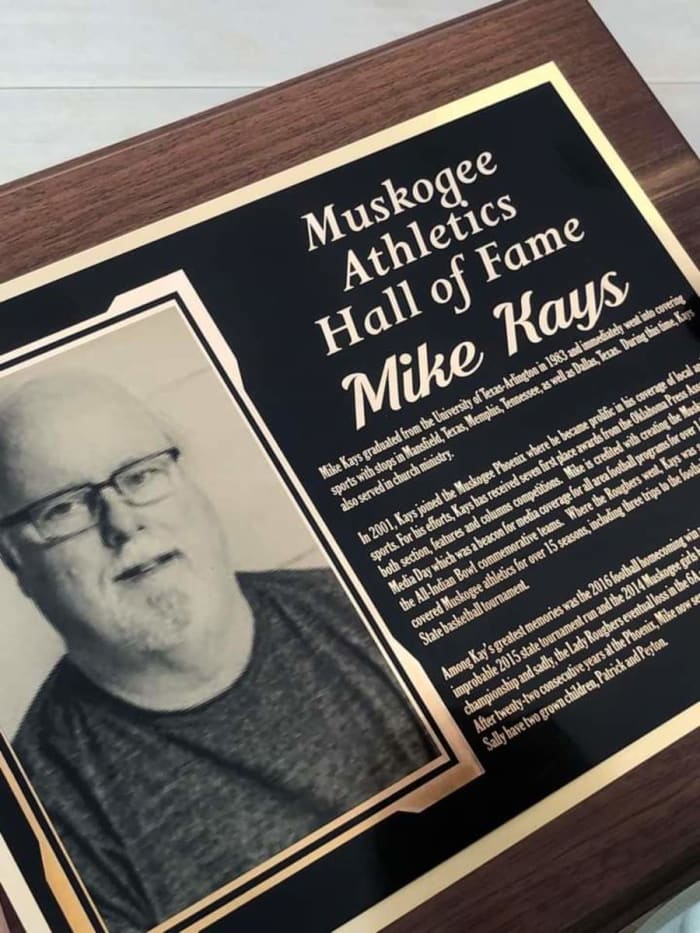 Muskogee
Athletics
Hall of Fame
Mike Kays
Mike Kays graduated from the University of Texas-Arlington in 1983 and immediately went into covering
sports with stops in Mansfield, Texas, Memphis, Tennessee, as well as Dallas, Texas. During this time, Kays
also served in church ministry.
In 2001, Kays joined the Muskogee Phoenix where he became prolific in his coverage of local
sports. For his efforts, Kays has received seven first place awards from the Oklahoma Press
both section, features and columns competitions. Mike is credited with creating the
Media Day which was a beacon for media coverage for all area football programs for over
the All-Indian Bowl commemorative teams. Where the Roughers went, Kays was
covered Muskogee athletics for over 15 seasons, including three trips to the
State basketball tournament.
Among Kay's greatest memories was the 2016 football homecoming
improbable 2015 state tournament run and the 2014 Muskogee
championship and sadly, the Lady Roughers eventual loss in the
After twenty-two consecutive years at the Phoenix, Mike now
Sally have two grown children, Patrick and Peyton.